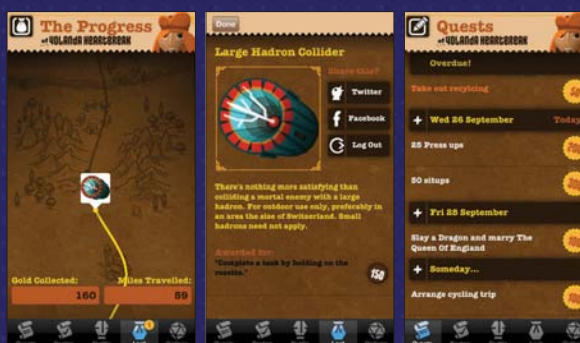 The Progress
of YOLANDA HEARTBREAK
Gold Collected:
Miles Travelled:
160
59
1
Done
Large Hadron Collider
Share this?
Twitter
Facebook
Log Out
There's nothing more satisfying than
colliding a mortal enemy with a large
hadron. For outdoor use only, preferably in
an area the size of Switzerland. Small
hadrons need not apply.
Awarded for:
"Complete a task by holding on the
rosette."
150
Quests
of YOLANDA HEARTBREAK
Overdue!
Take out recylcing
Wed 26 September
Today
25 Press ups
50 situps
Fri 28 September
Slay a Dragon and marry The
Queen Of England
Someday...
Arrange cycling trip